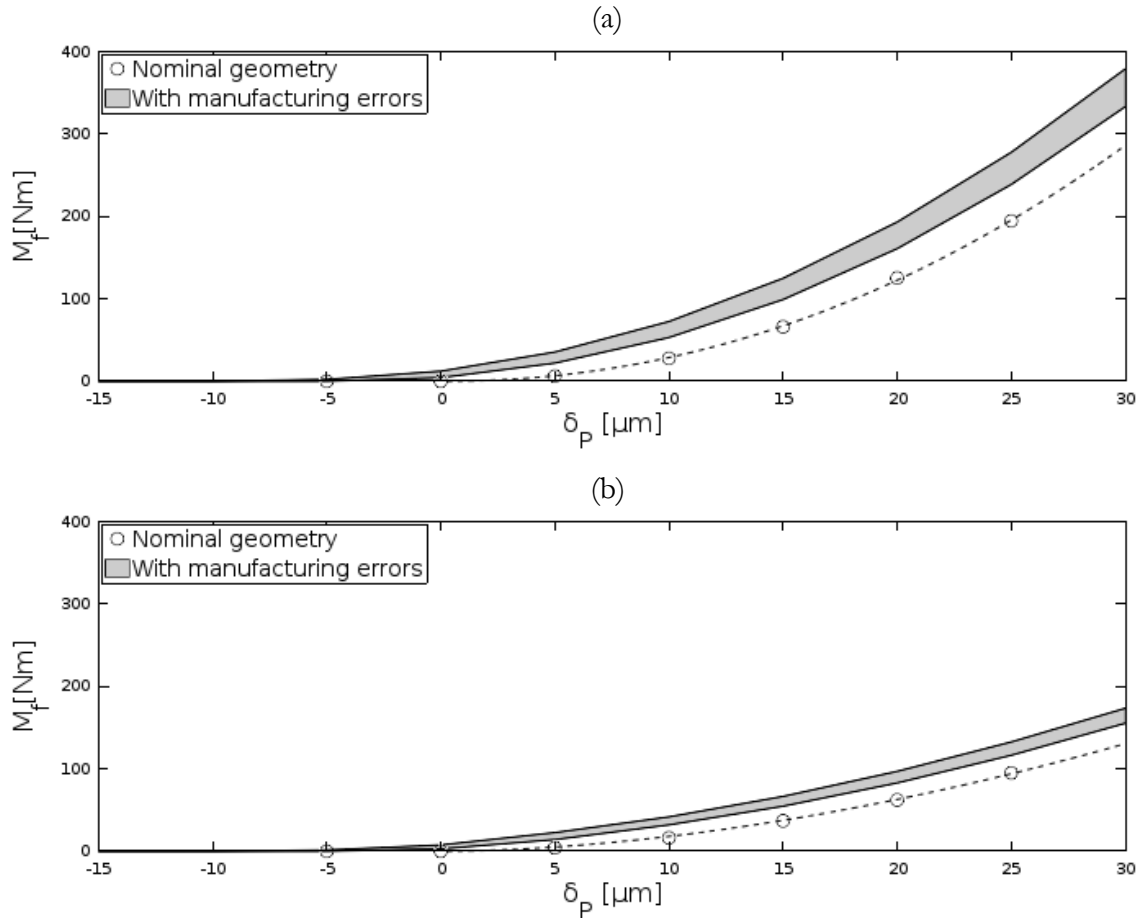 (a)
400
300
200
100
0
M_f[Nm]
Nominal geometry
With manufacturing errors
-15 -10 -5 0 5 10 15 20 25 30
δ_P [μm]
(b)
400
300
200
100
0
M_f[Nm]
Nominal geometry
With manufacturing errors
-15 -10 -5 0 5 10 15 20 25 30
δ_P [μm]